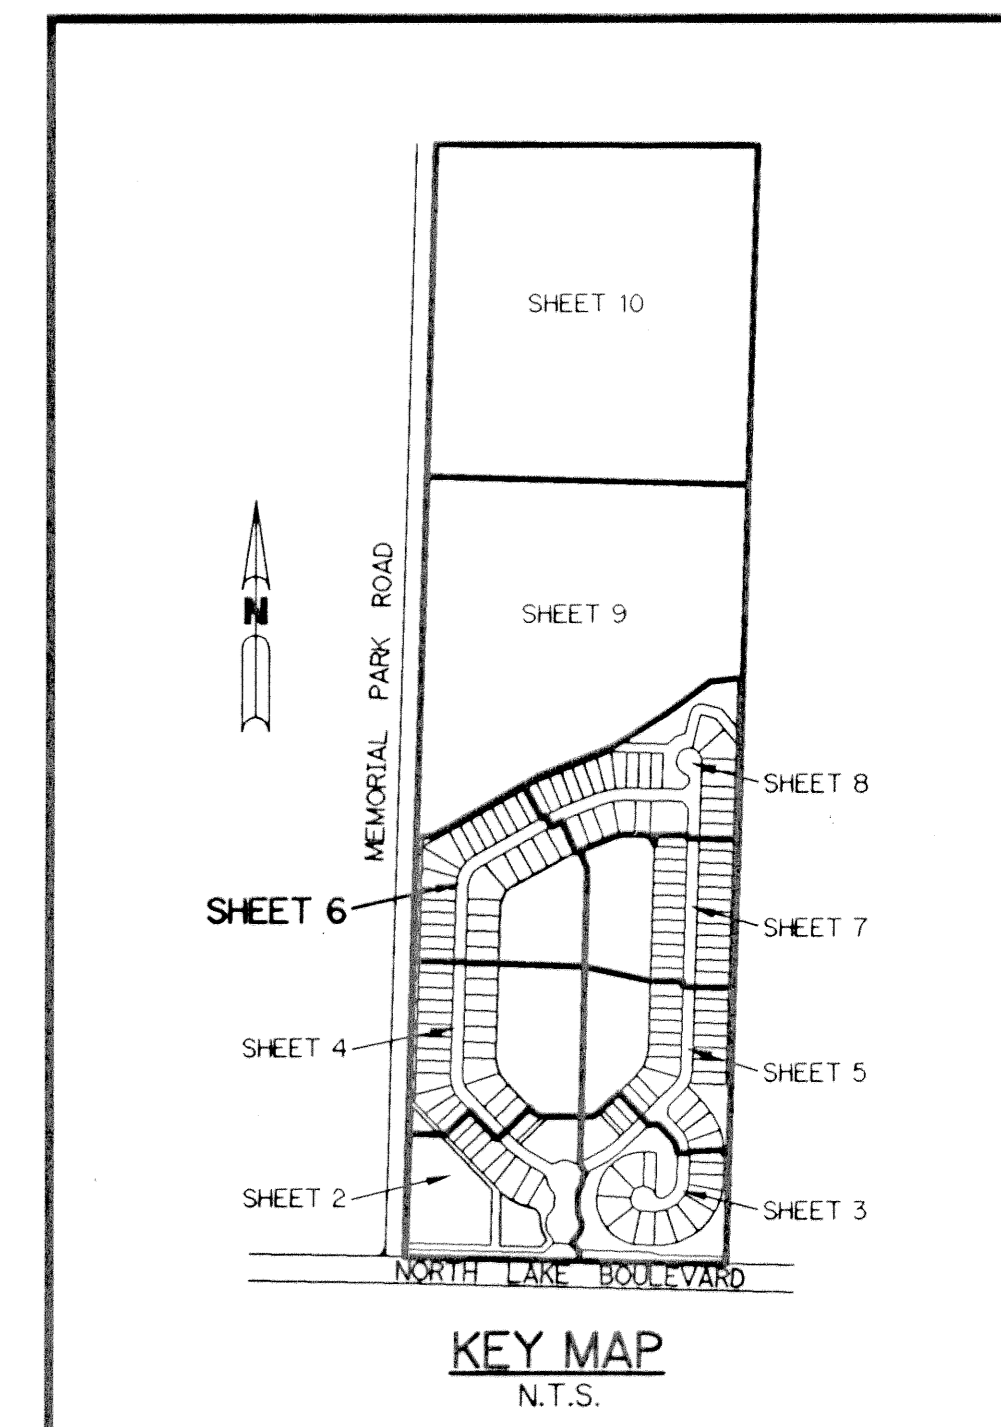 SHEET 10
SHEET 9
N
MEMORIAL PARK ROAD
SHEET 8
SHEET 6
SHEET 7
SHEET 4
SHEET 5
SHEET 2
SHEET 3
NORTH LAKE BOULEVARD
KEY MAP
N.T.S.